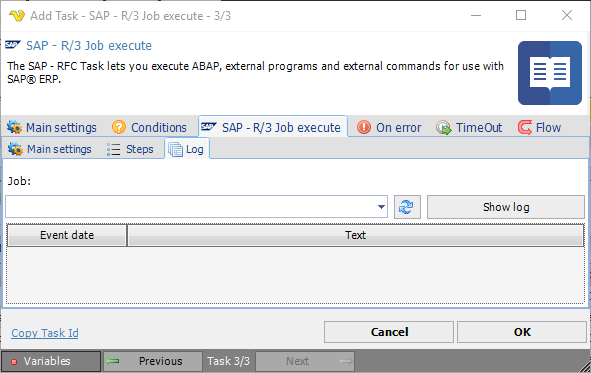 Add Task - SAP - R/3 Job execute - 3/3
SAP - R/3 Job execute
The SAP - RFC Task lets you execute ABAP, external programs and external commands for use with
SAP® ERP.
Main settings Conditions SAP - R/3 Job execute On error TimeOut Flow
Main settings Steps Log
Job:
Show log
Event date Text
Copy Task Id Cancel OK
Variables Previous Task 3/3 Next